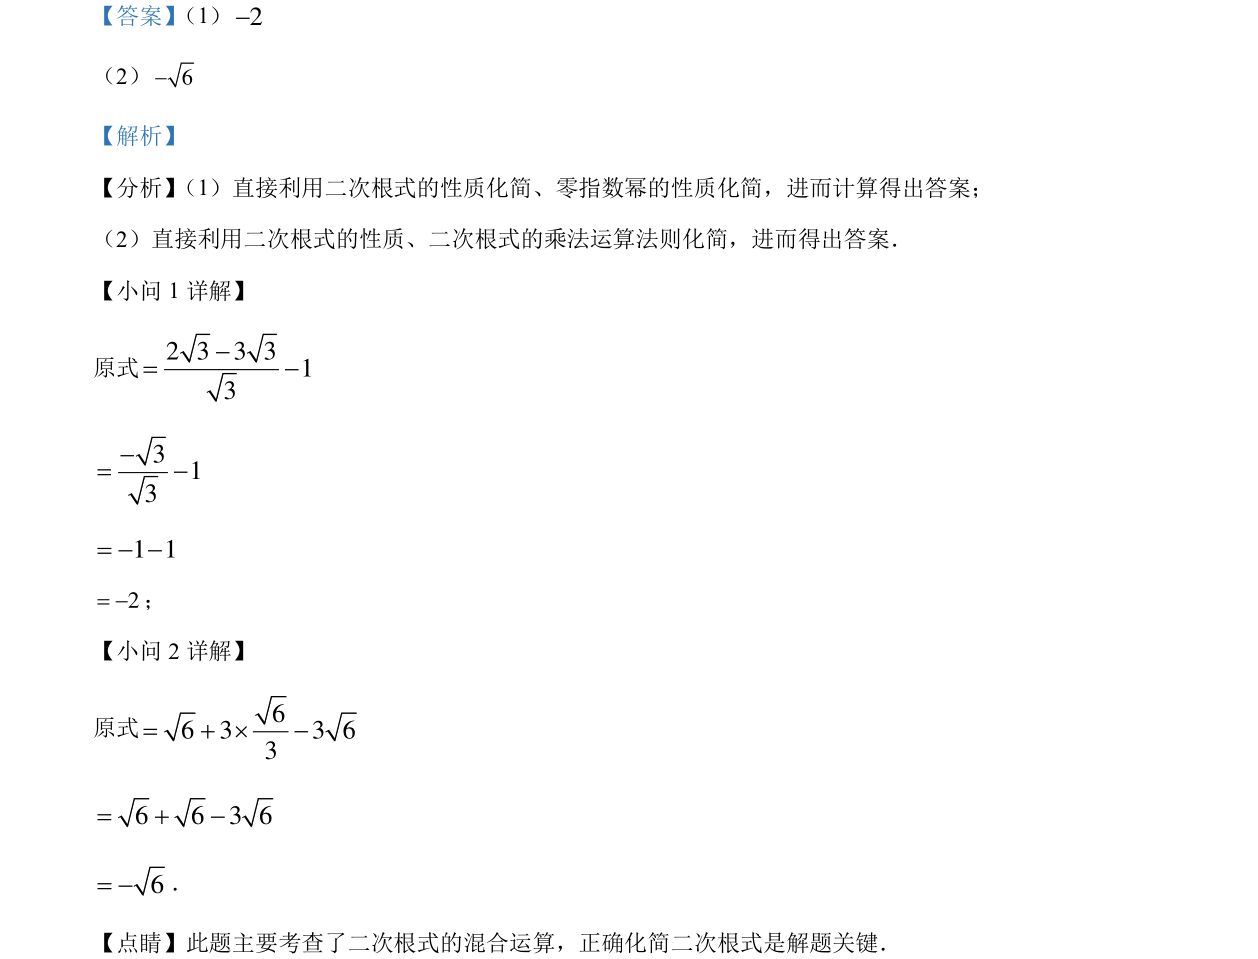 【答案】（1）−2
（2）−√6
【解析】
【分析】（1）直接利用二次根式的性质化简、零指数幂的性质化简，进而计算得出答案；
（2）直接利用二次根式的性质、二次根式的乘法运算法则化简，进而得出答案．
【小问 1 详解】
原式 = (2√3 − 3√3)/√3 − 1
= (−√3)/√3 − 1
= −1 − 1
= −2；
【小问 2 详解】
原式 = √6 + 3 × √6/3 − 3√6
= √6 + √6 − 3√6
= −√6．
【点睛】此题主要考查了二次根式的混合运算，正确化简二次根式是解题关键．